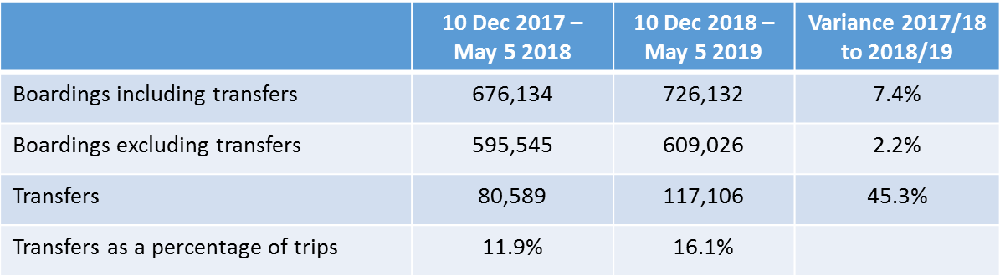 10 Dec 2017 – May 5 2018
10 Dec 2018 – May 5 2019
Variance 2017/18 to 2018/19
Boardings including transfers 676,134 726,132 7.4%
Boardings excluding transfers 595,545 609,026 2.2%
Transfers 80,589 117,106 45.3%
Transfers as a percentage of trips 11.9% 16.1%